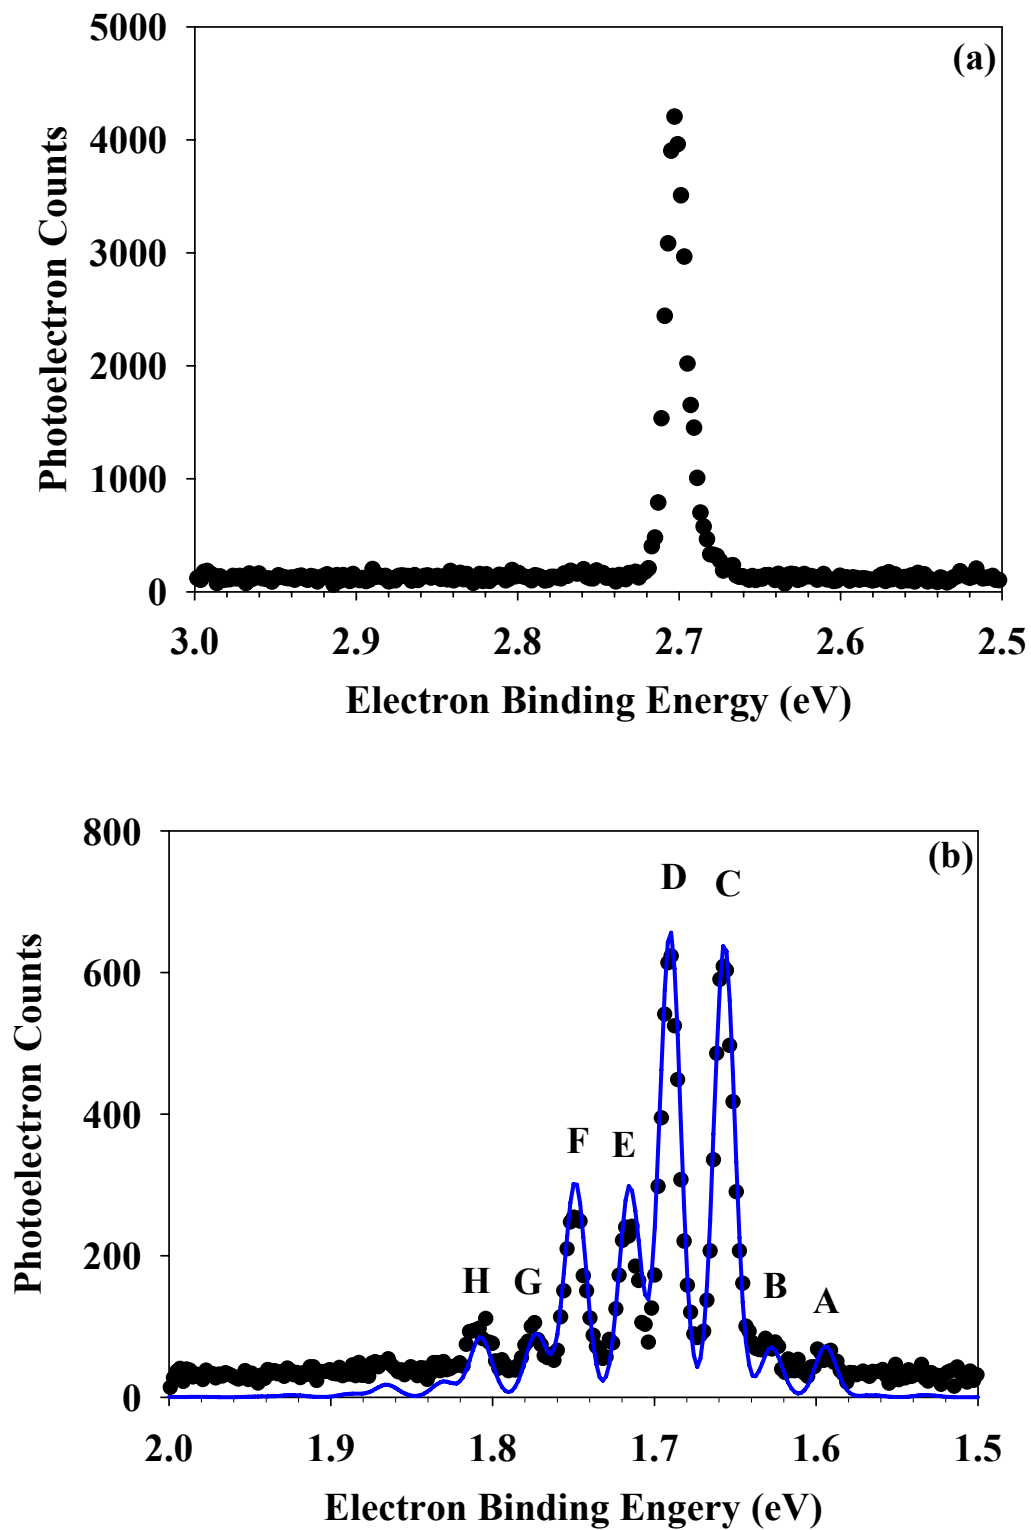 5000
(a)
4000
3000
2000
1000
0
Photoelectron Counts
3.0 2.9 2.8 2.7 2.6 2.5
Electron Binding Energy (eV)
800
(b)
D C
600
400
F E
200
H G B A
0
Photoelectron Counts
2.0 1.9 1.8 1.7 1.6 1.5
Electron Binding Engery (eV)